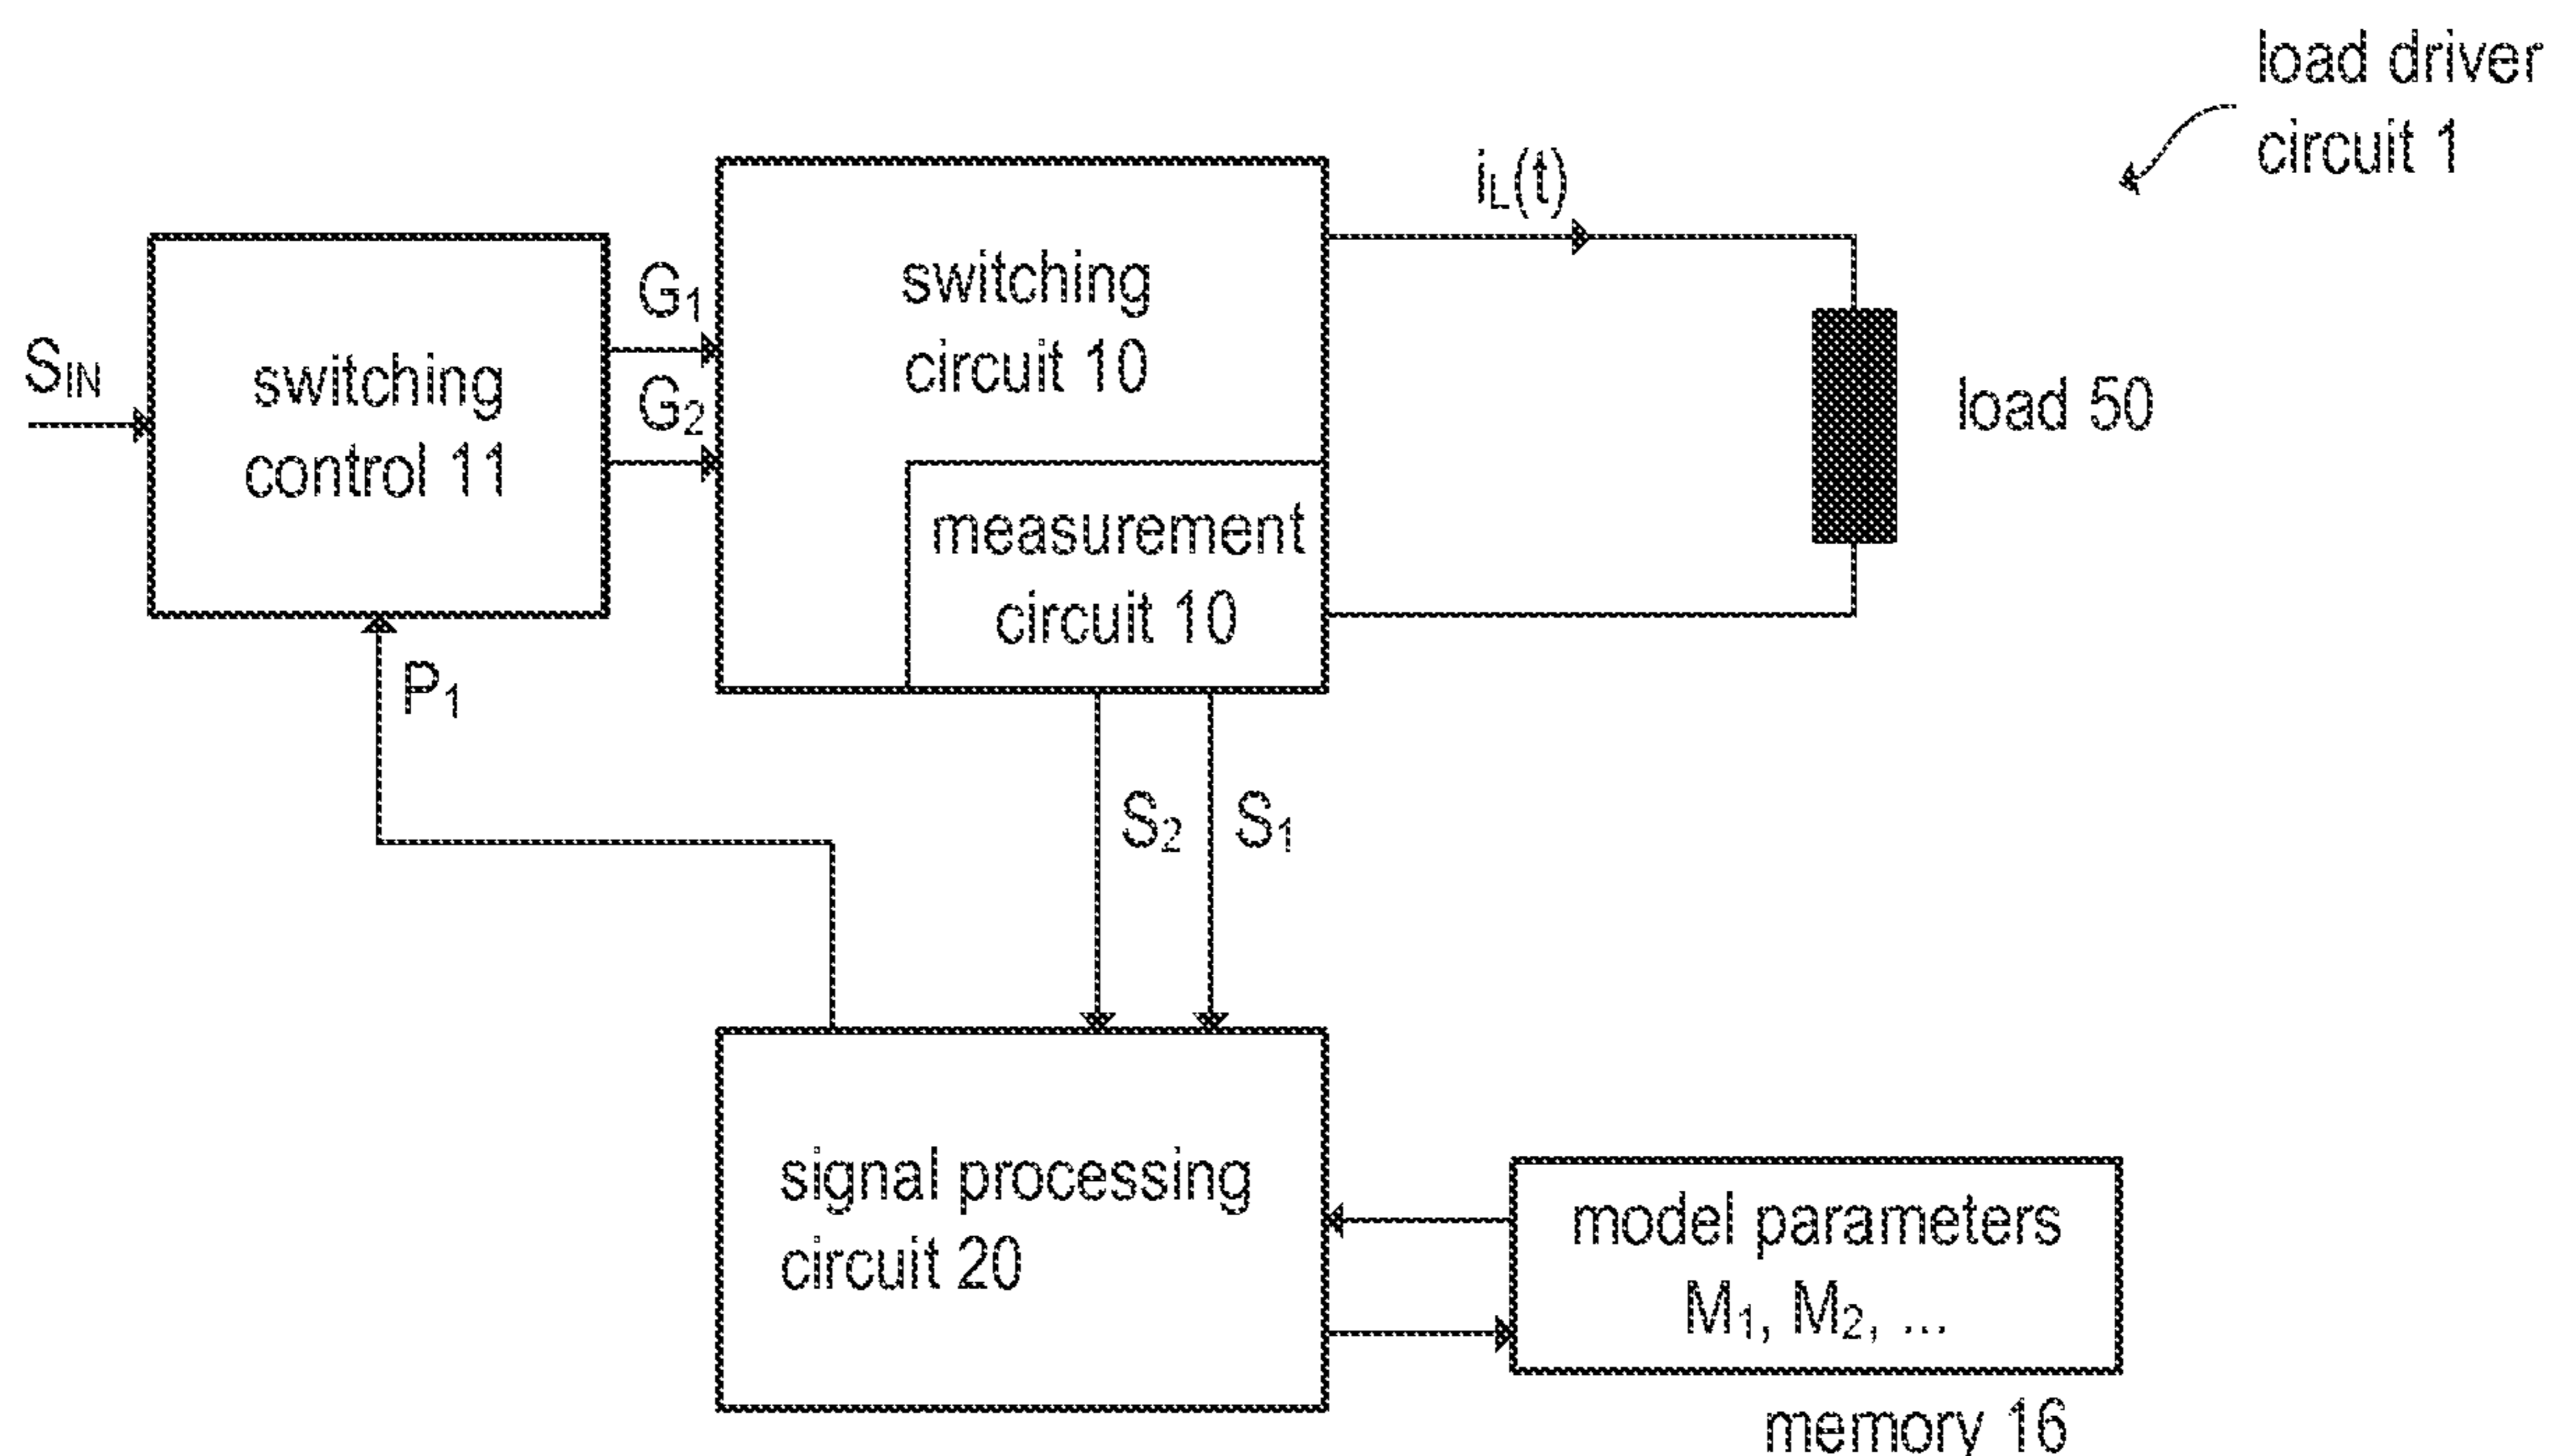 load driver
circuit 1
iL(t)
SIN
switching
control 11
G1
G2
switching
circuit 10
measurement
circuit 10
load 50
P1
S2
S1
signal processing
circuit 20
model parameters
M1, M2, ...
memory 16